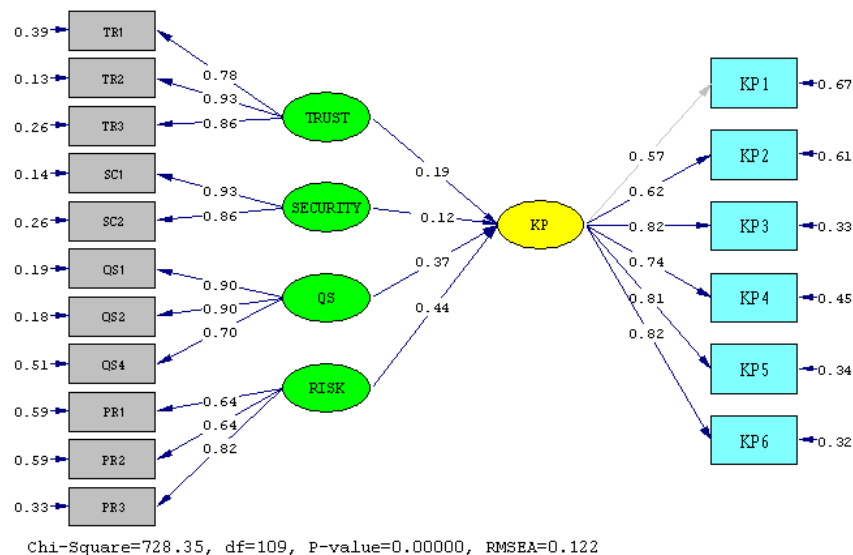 0.39 TR1
0.13 TR2
0.26 TR3
0.14 SC1
0.26 SC2
0.19 QS1
0.18 QS2
0.51 QS4
0.59 PR1
0.59 PR2
0.33 PR3
0.78
0.93
0.86
0.93
0.86
0.90
0.90
0.70
0.64
0.64
0.82
TRUST
SECURITY
QS
RISK
0.19
0.12
0.37
0.44
KP
0.57
0.62
0.82
0.74
0.81
0.82
KP1 0.67
KP2 0.61
KP3 0.33
KP4 0.45
KP5 0.34
KP6 0.32
Chi-Square=728.35, df=109, P-value=0.00000, RMSEA=0.122